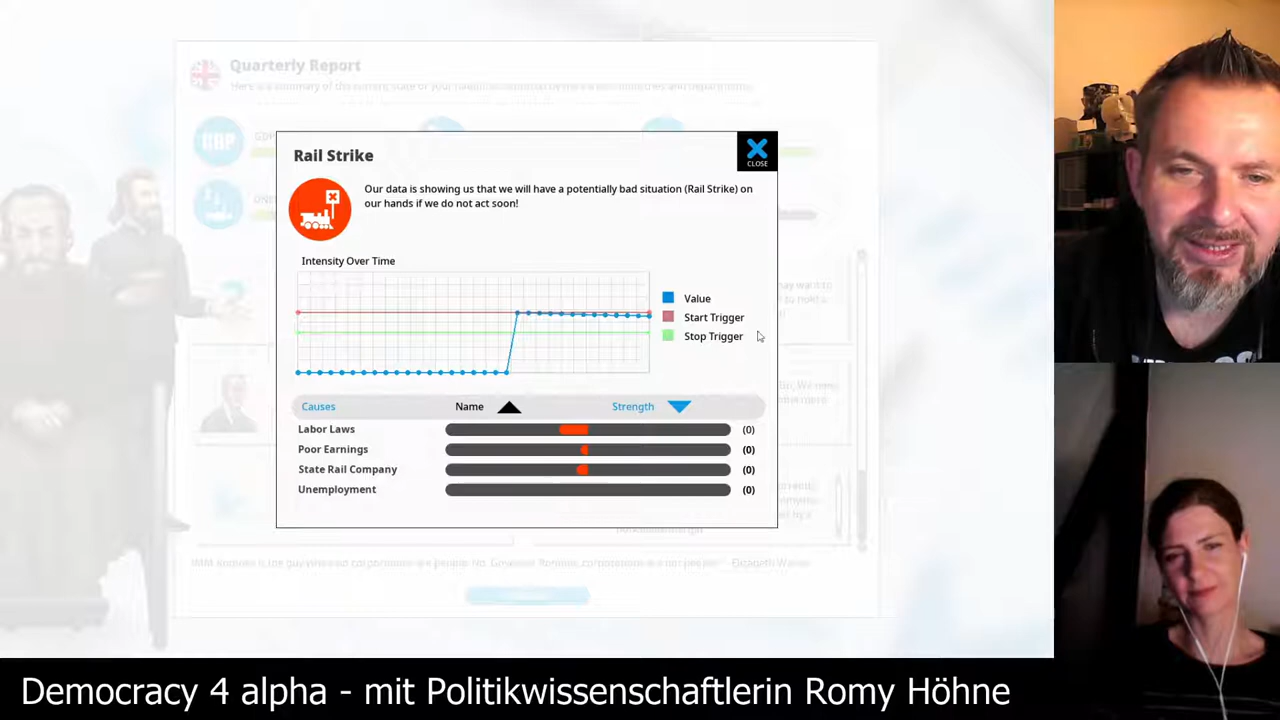 Quarterly Report
GDP
Rail Strike
CLOSE
Our data is showing us that we will have a potentially bad situation (Rail Strike) on
our hands if we do not act soon!
Intensity Over Time
Value
Start Trigger
Stop Trigger
Causes Name Strength
Labor Laws (0)
Poor Earnings (0)
State Rail Company (0)
Unemployment (0)
Democracy 4 alpha - mit Politikwissenschaftlerin Romy Höhne